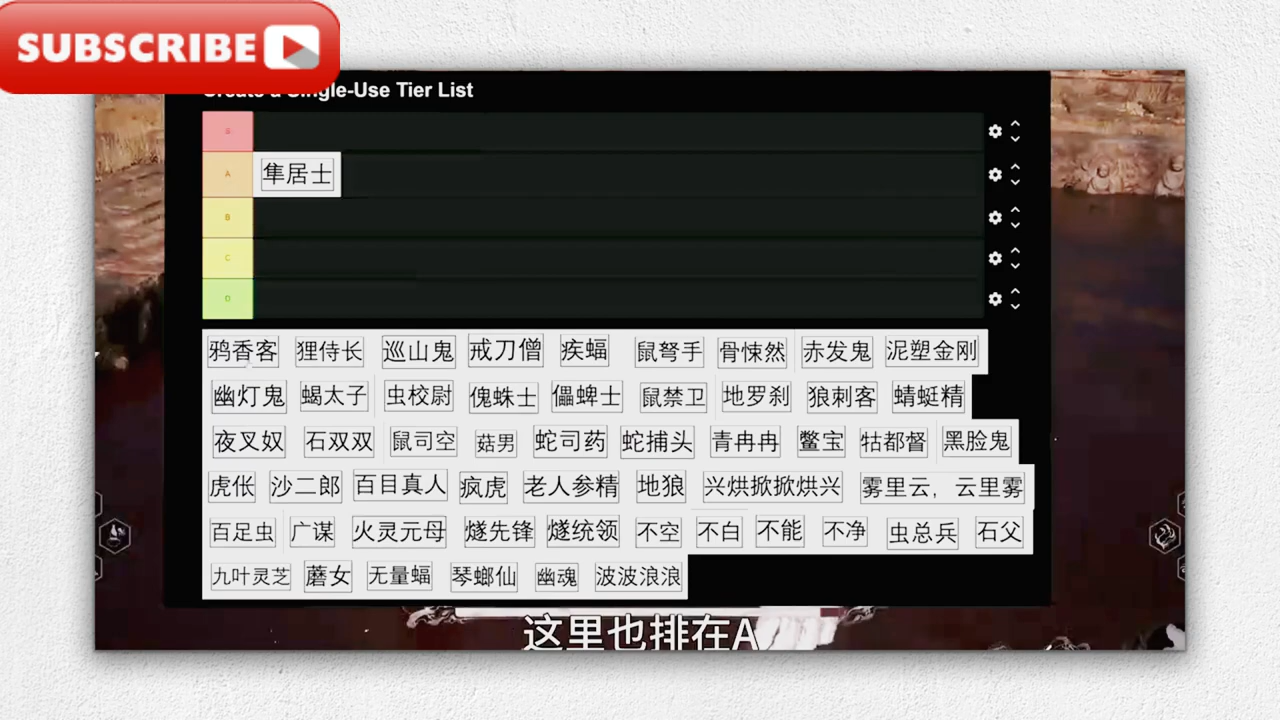 SUBSCRIBE
Create a Single-Use Tier List
S
A 隼居士
B
C
D
鸦香客 狸侍长 巡山鬼 戒刀僧 疾蝠 鼠弩手 骨悚然 赤发鬼 泥塑金刚
幽灯鬼 蝎太子 虫校尉 傀蛛士 儡蜱士 鼠禁卫 地罗刹 狼刺客 蜻蜓精
夜叉奴 石双双 鼠司空 菇男 蛇司药 蛇捕头 青冉冉 鳖宝 牯都督 黑脸鬼
虎伥 沙二郎 百目真人 疯虎 老人参精 地狼 兴烘掀掀烘兴 雾里云，云里雾
百足虫 广谋 火灵元母 燧先锋 燧统领 不空 不白 不能 不净 虫总兵 石父
九叶灵芝 蘑女 无量蝠 琴螂仙 幽魂 波波浪浪
这里也排在A